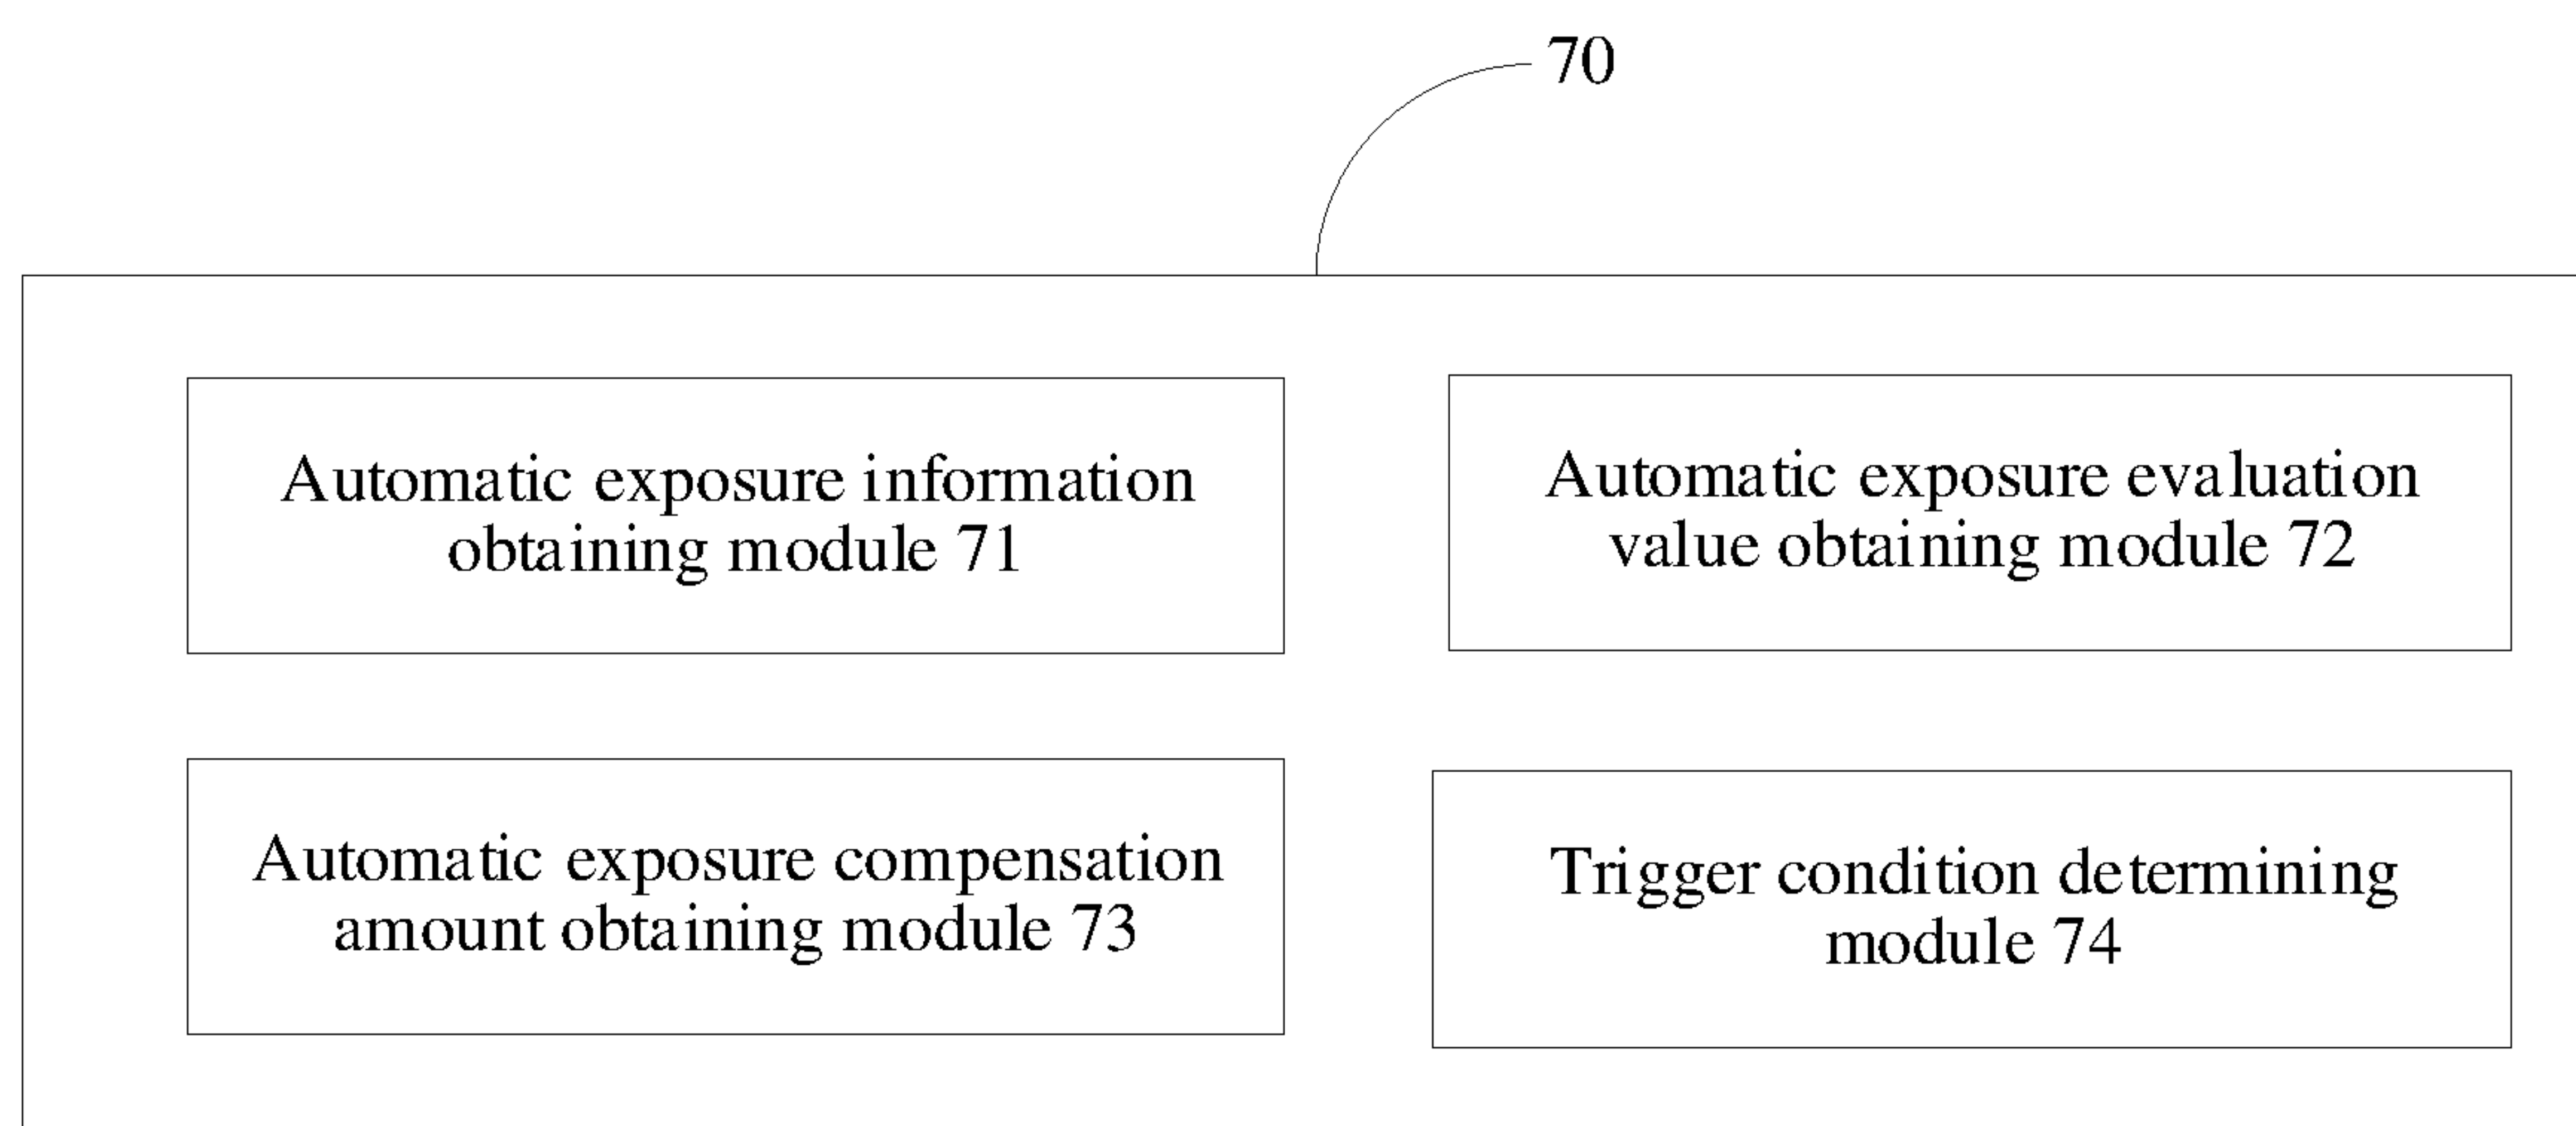 70
Automatic exposure information
obtaining module 71
Automatic exposure evaluation
value obtaining module 72
Automatic exposure compensation
amount obtaining module 73
Trigger condition determining
module 74